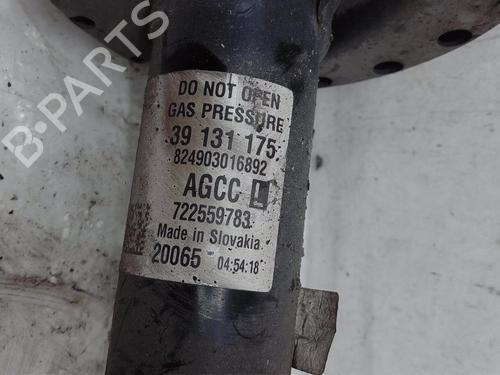 B-PARTS
DO NOT OPEN
GAS PRESSURE
39 131 175
824903016892
AGCC L
722559783
Made in Slovakia
20065 04:54:18